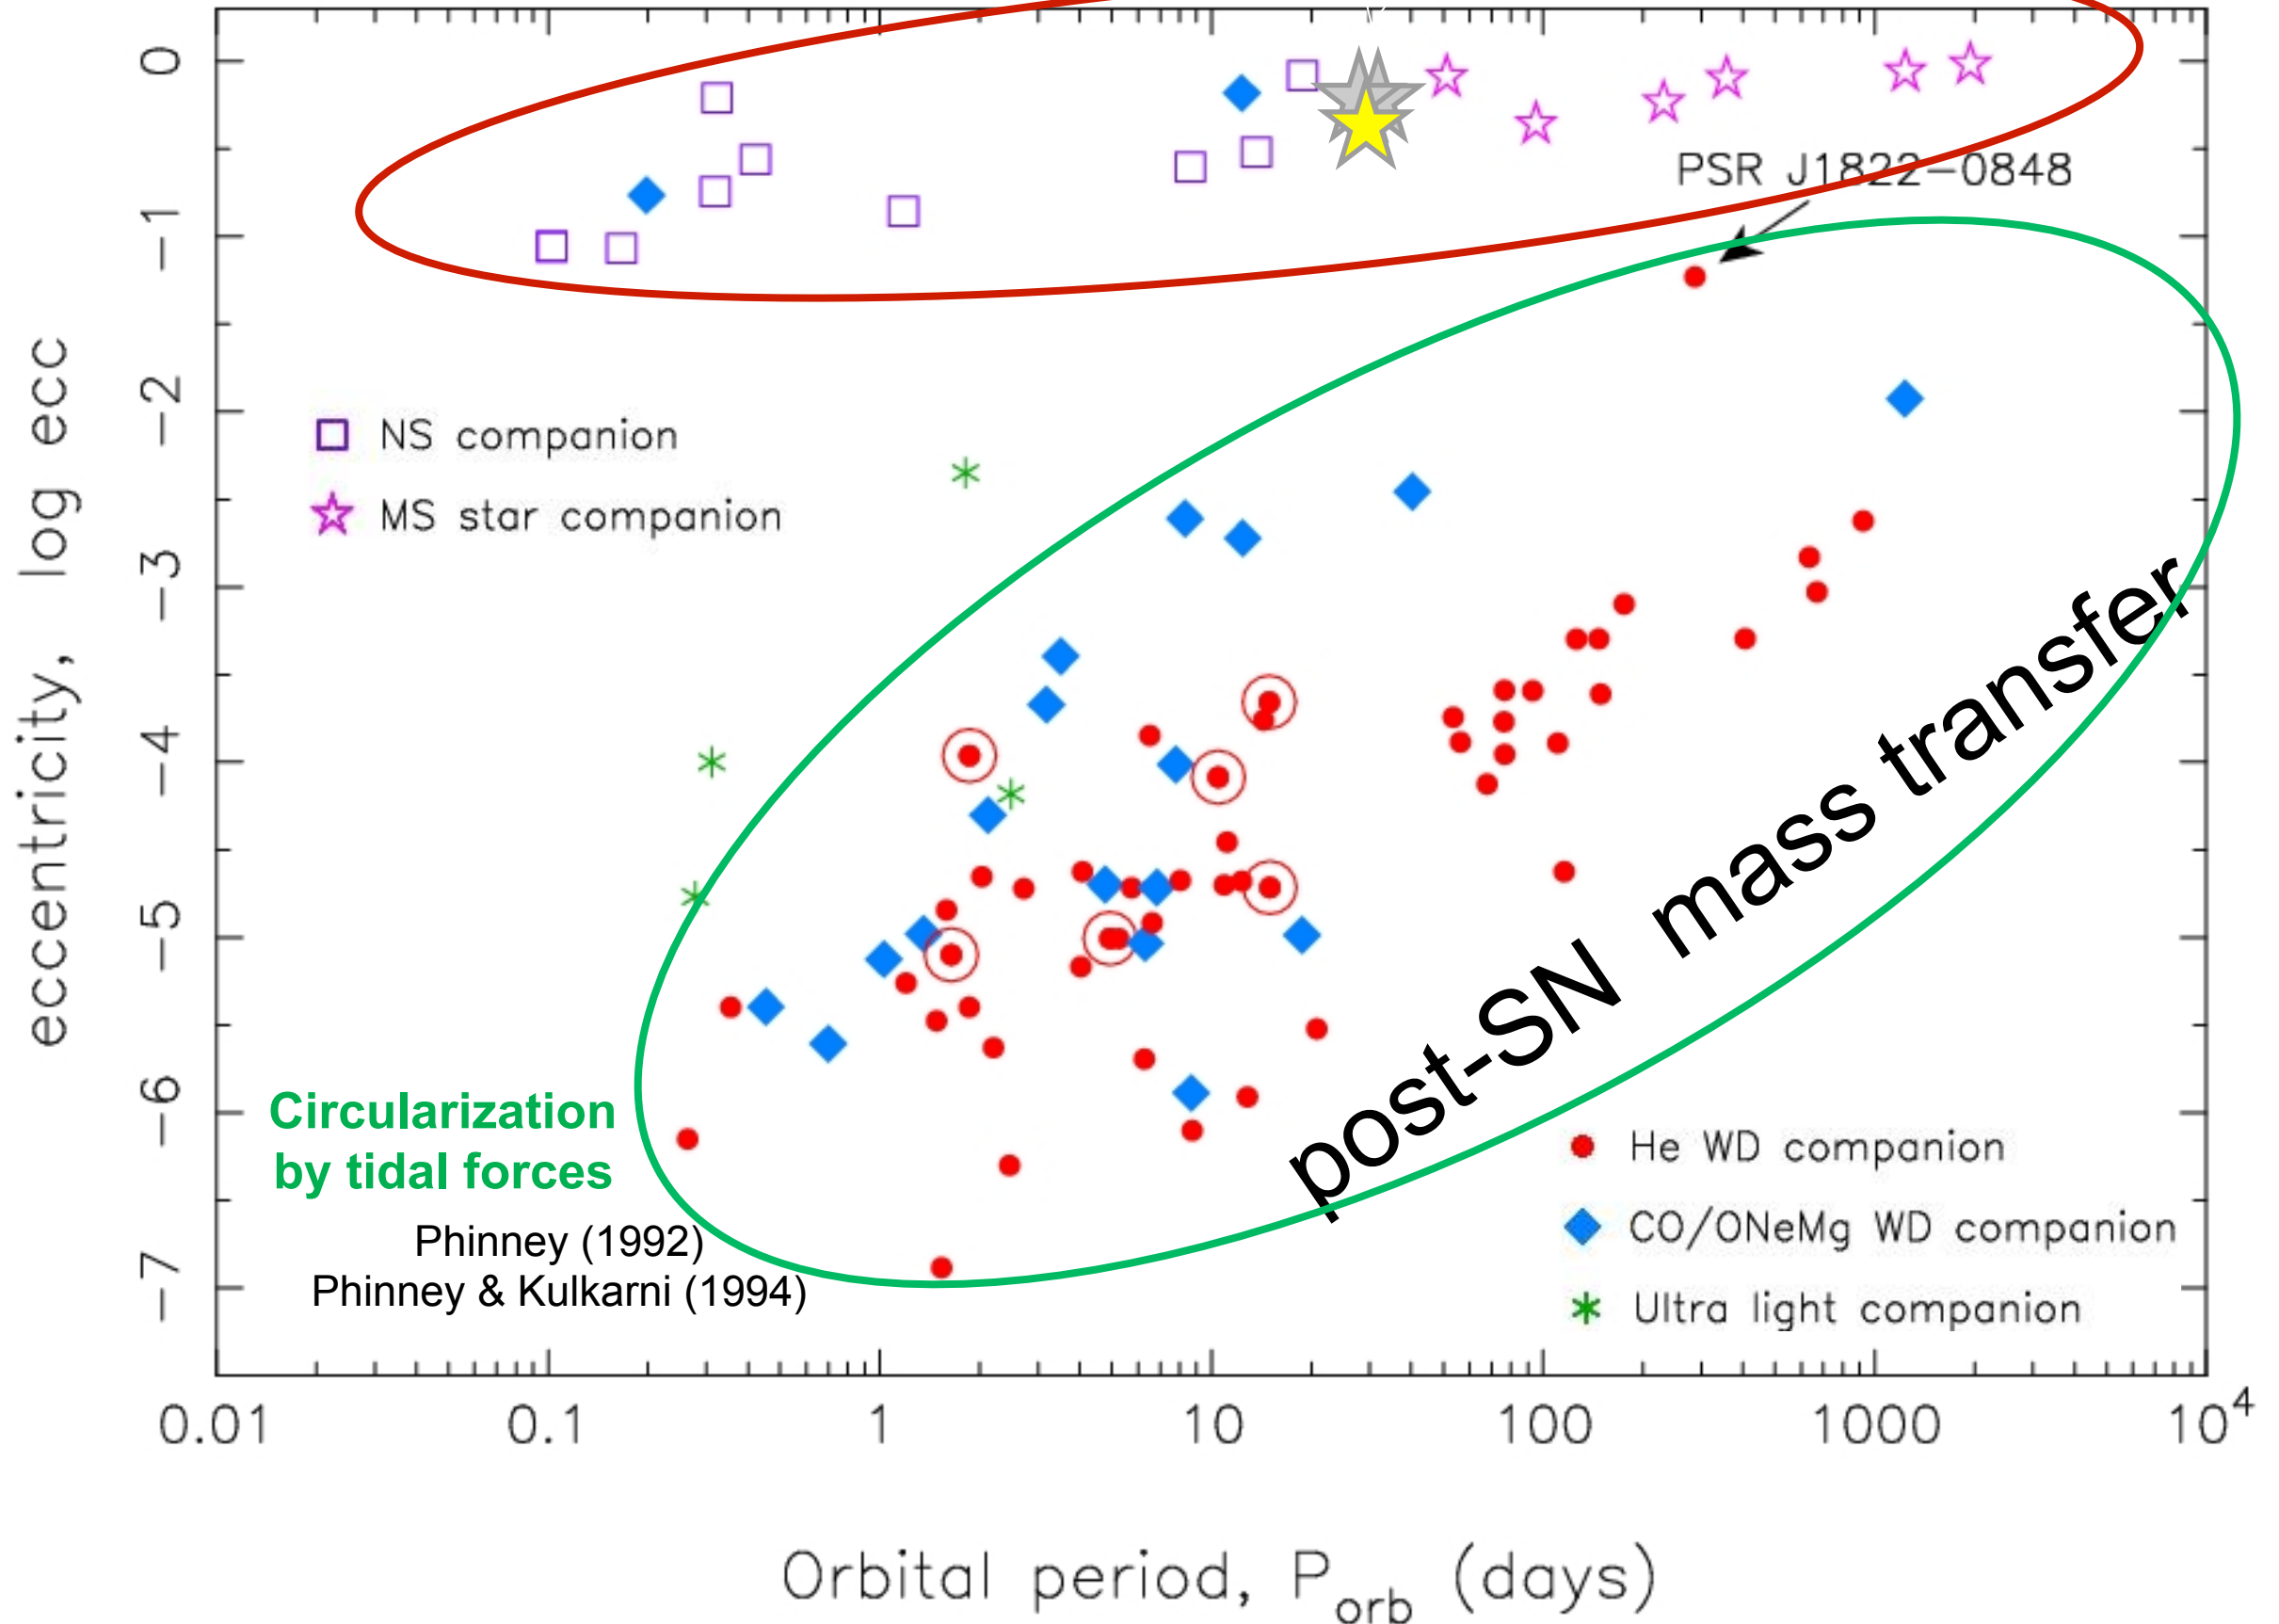 0
−1
−2
−3
−4
−5
−6
−7
eccentricity, log ecc
PSR J1822−0848
NS companion
MS star companion
post-SN mass transfer
Circularization
by tidal forces
Phinney (1992)
Phinney & Kulkarni (1994)
He WD companion
CO/ONeMg WD companion
Ultra light companion
0.01 0.1 1 10 100 1000 10⁴
Orbital period, P_orb (days)